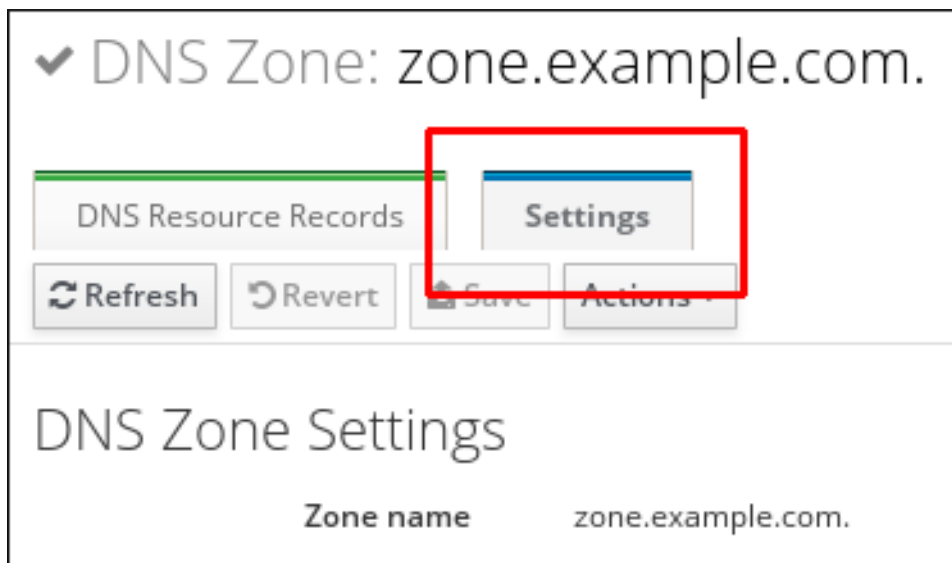 DNS Zone: zone.example.com.
DNS Resource Records Settings
Refresh Revert Save Actions
DNS Zone Settings
Zone name zone.example.com.